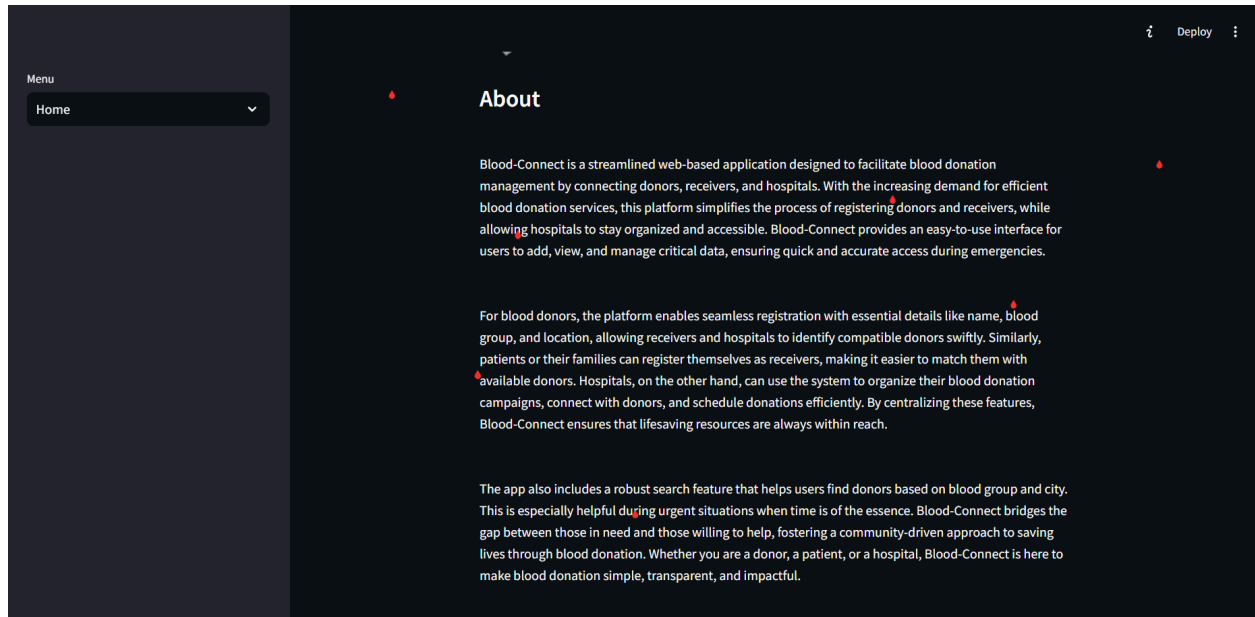 Deploy
Menu
Home
About
Blood-Connect is a streamlined web-based application designed to facilitate blood donation
management by connecting donors, receivers, and hospitals. With the increasing demand for efficient
blood donation services, this platform simplifies the process of registering donors and receivers, while
allowing hospitals to stay organized and accessible. Blood-Connect provides an easy-to-use interface for
users to add, view, and manage critical data, ensuring quick and accurate access during emergencies.
For blood donors, the platform enables seamless registration with essential details like name, blood
group, and location, allowing receivers and hospitals to identify compatible donors swiftly. Similarly,
patients or their families can register themselves as receivers, making it easier to match them with
available donors. Hospitals, on the other hand, can use the system to organize their blood donation
campaigns, connect with donors, and schedule donations efficiently. By centralizing these features,
Blood-Connect ensures that lifesaving resources are always within reach.
The app also includes a robust search feature that helps users find donors based on blood group and city.
This is especially helpful during urgent situations when time is of the essence. Blood-Connect bridges the
gap between those in need and those willing to help, fostering a community-driven approach to saving
lives through blood donation. Whether you are a donor, a patient, or a hospital, Blood-Connect is here to
make blood donation simple, transparent, and impactful.